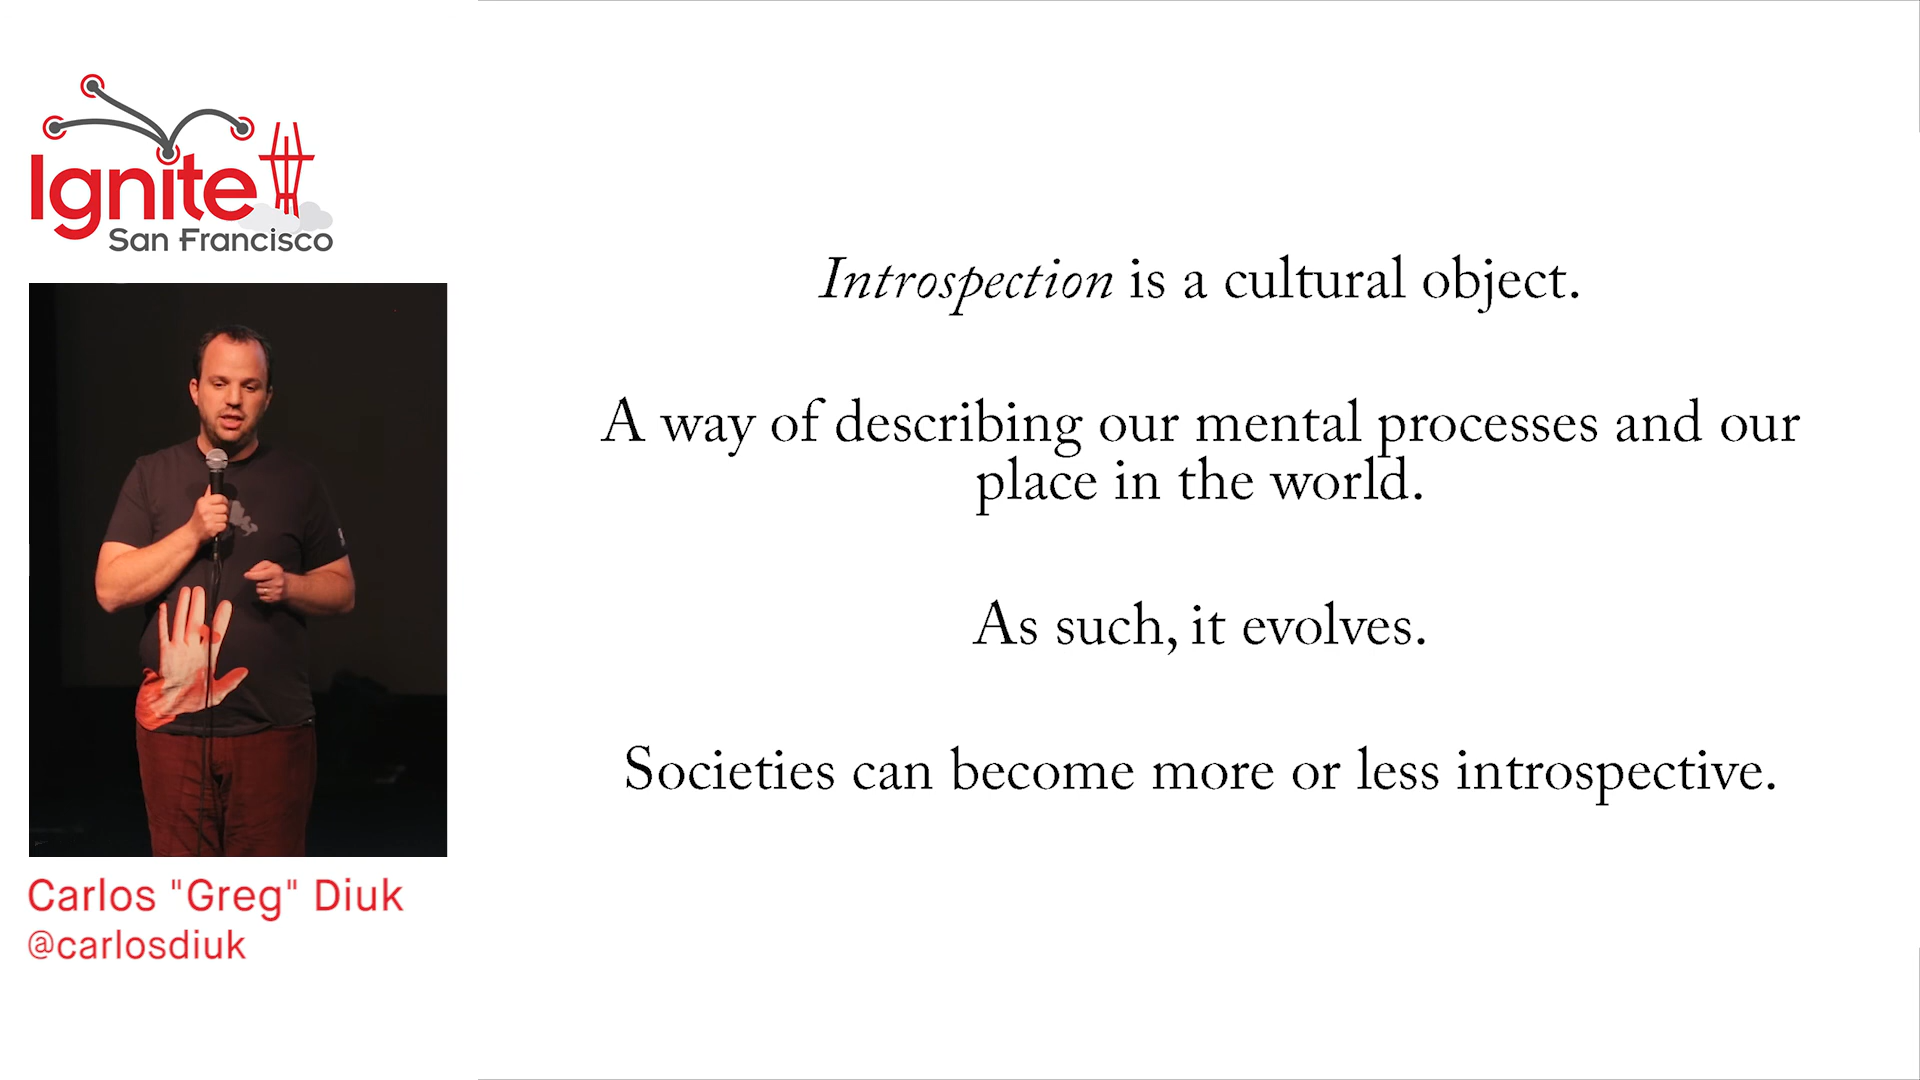 Ignite
San Francisco
Introspection is a cultural object.
A way of describing our mental processes and our
place in the world.
As such, it evolves.
Societies can become more or less introspective.
Carlos "Greg" Diuk
@carlosdiuk